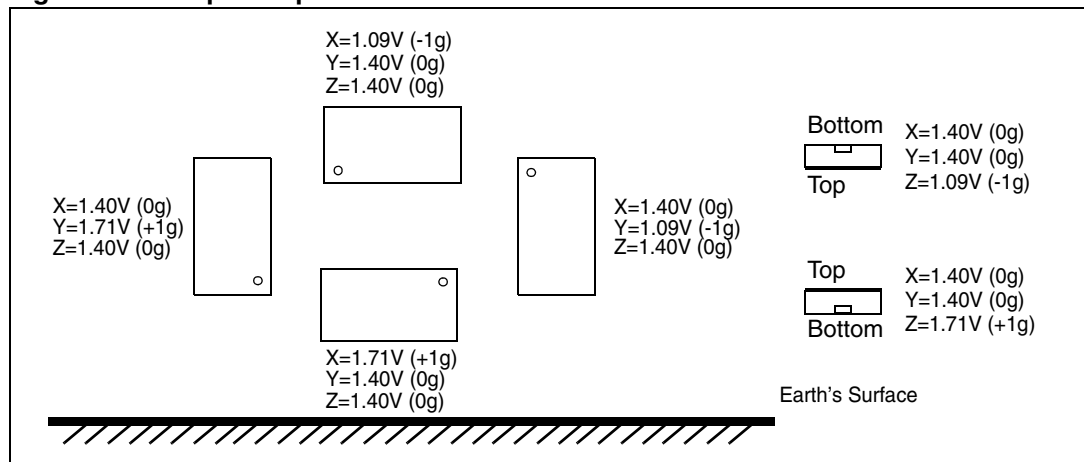 X=1.09V (-1g)
Y=1.40V (0g)
Z=1.40V (0g)
X=1.40V (0g)
Y=1.71V (+1g)
Z=1.40V (0g)
X=1.40V (0g)
Y=1.09V (-1g)
Z=1.40V (0g)
X=1.71V (+1g)
Y=1.40V (0g)
Z=1.40V (0g)
Bottom
Top
X=1.40V (0g)
Y=1.40V (0g)
Z=1.09V (-1g)
Top
Bottom
X=1.40V (0g)
Y=1.40V (0g)
Z=1.71V (+1g)
Earth's Surface